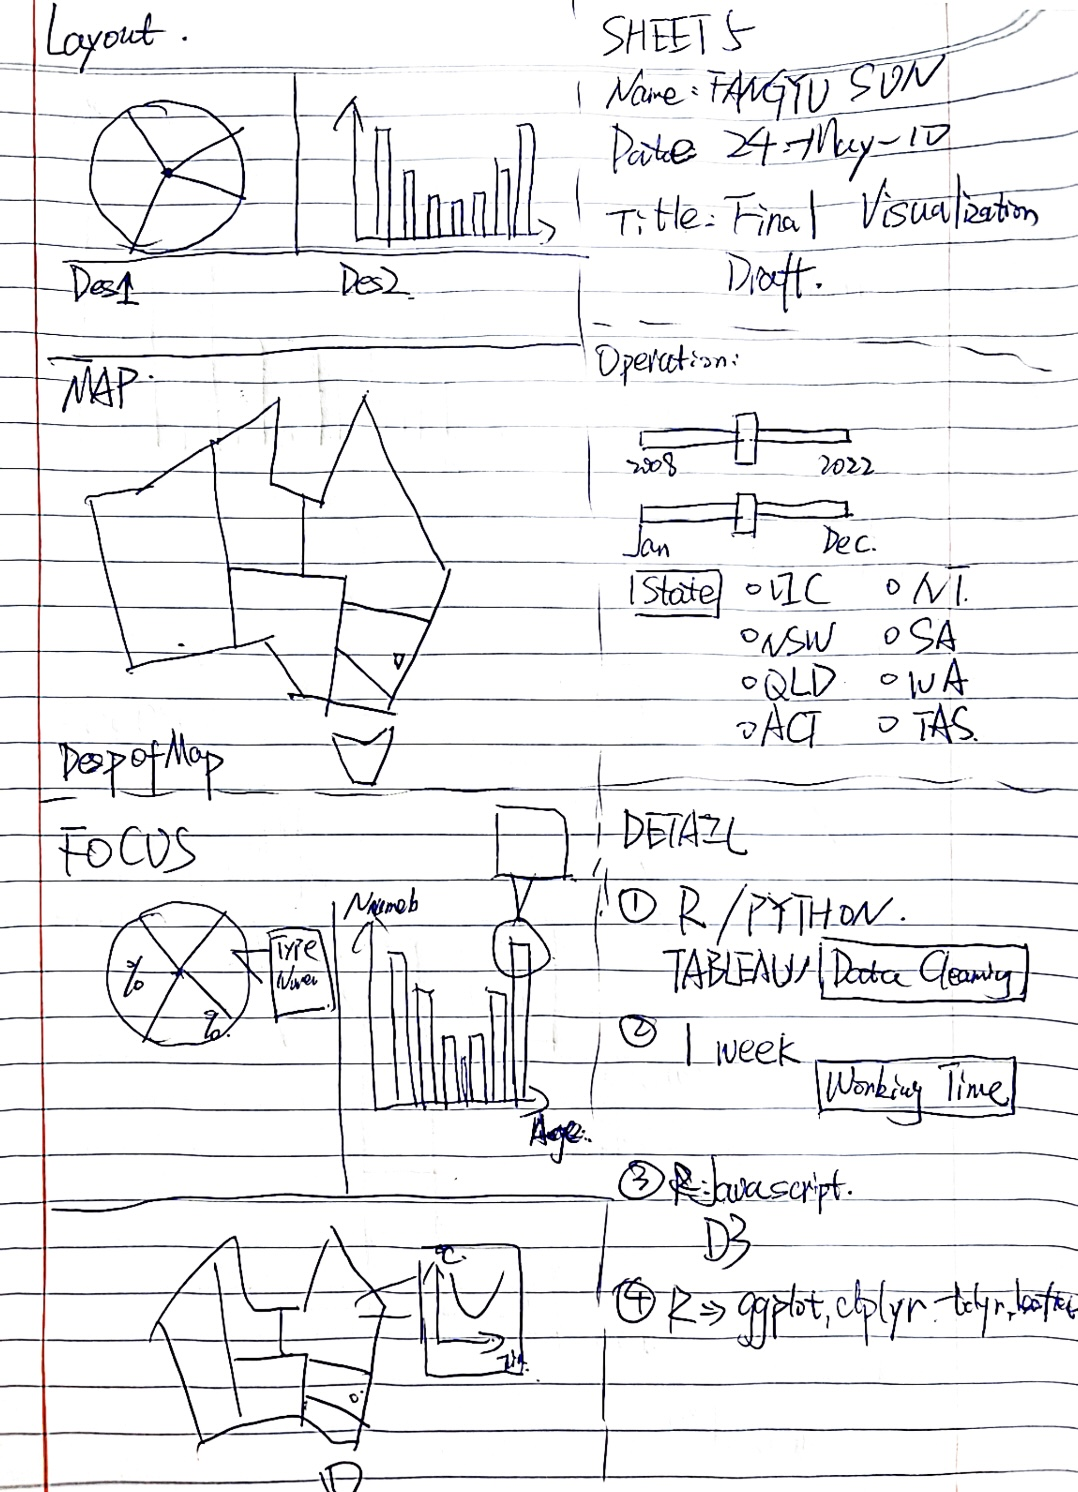 Layout.
Des1
Des2
SHEET 5
Name: FANGYU SUN
Date: 24-May-10
Title: Final Visualization
Draft.
MAP.
Desp of Map
Operation:
2008
2022
Jan
Dec.
State
VIC
NT.
NSW
SA
QLD
WA
ACT
TAS.
FOCUS
%
%
TYPE
Age.
DETAIL
① R/PYTHON.
TABLEAU
Data Cleaning
② 1 week
Working Time
③ Javascript.
D3
℃
④ R ⇒ ggplot, dplyr